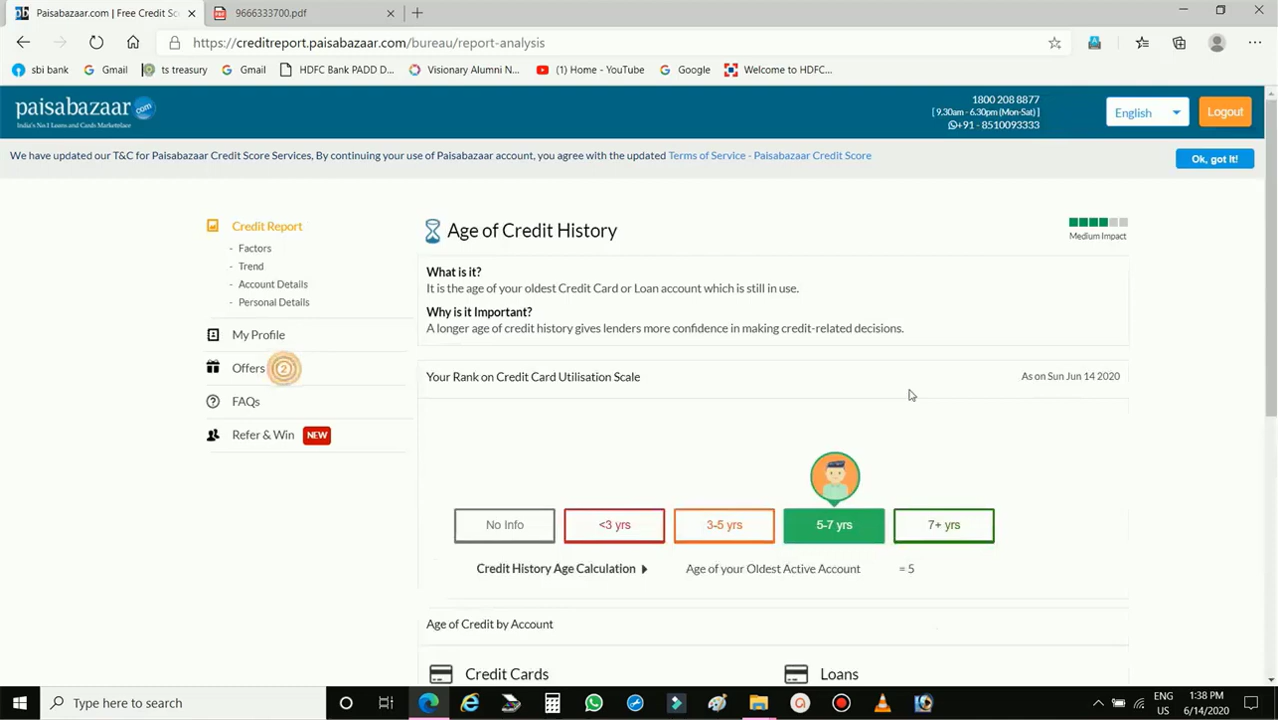 Paisabazaar.com | Free Credit Sc
9666333700.pdf
https://creditreport.paisabazaar.com/bureau/report-analysis
sbi bank
Gmail
ts treasury
Gmail
HDFC Bank PADD D...
Visionary Alumni N...
(1) Home - YouTube
Google
Welcome to HDFC...
paisabazaar.com
India's No.1 Loans and Cards Marketplace
1800 208 8877
[ 9.30am - 6.30pm (Mon-Sat) ]
+91 - 8510093333
English
Logout
We have updated our T&C for Paisabazaar Credit Score Services, By continuing your use of Paisabazaar account, you agree with the updated Terms of Service - Paisabazaar Credit Score
Ok, got It!
Credit Report
- Factors
- Trend
- Account Details
- Personal Details
My Profile
Offers 2
FAQs
Refer & Win NEW
Age of Credit History
Medium Impact
What is it?
It is the age of your oldest Credit Card or Loan account which is still in use.
Why is it Important?
A longer age of credit history gives lenders more confidence in making credit-related decisions.
Your Rank on Credit Card Utilisation Scale
As on Sun Jun 14 2020
No Info
<3 yrs
3-5 yrs
5-7 yrs
7+ yrs
Credit History Age Calculation
Age of your Oldest Active Account = 5
Age of Credit by Account
Credit Cards
Loans
Type here to search
ENG
US
1:38 PM
6/14/2020